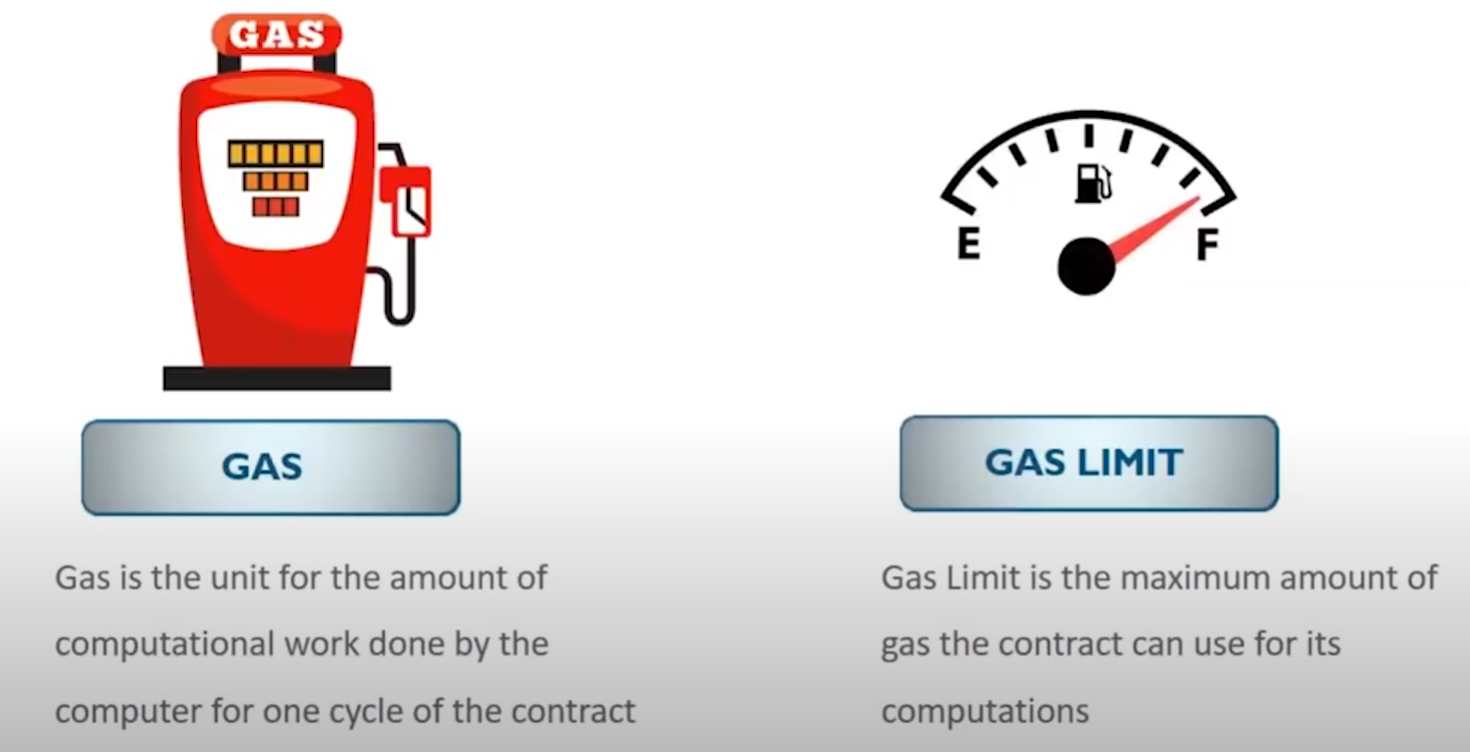 GAS
E
F
GAS
Gas is the unit for the amount of
computational work done by the
computer for one cycle of the contract
GAS LIMIT
Gas Limit is the maximum amount of
gas the contract can use for its
computations